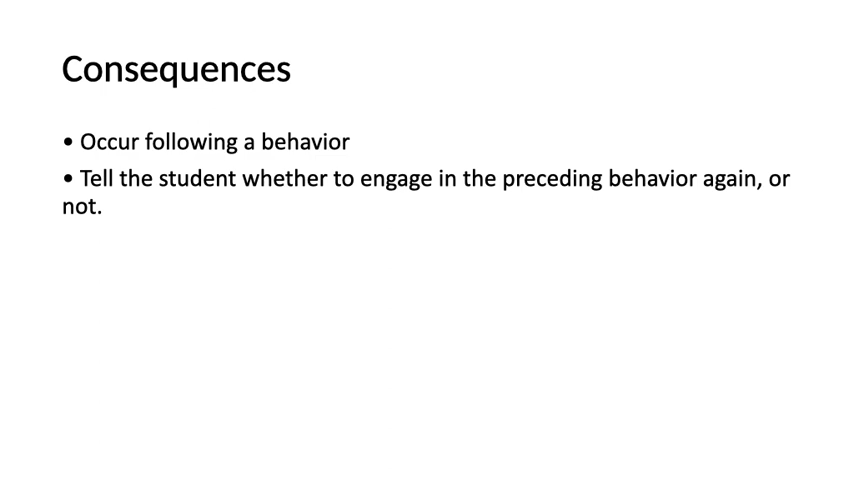 Consequences
• Occur following a behavior
• Tell the student whether to engage in the preceding behavior again, or
not.